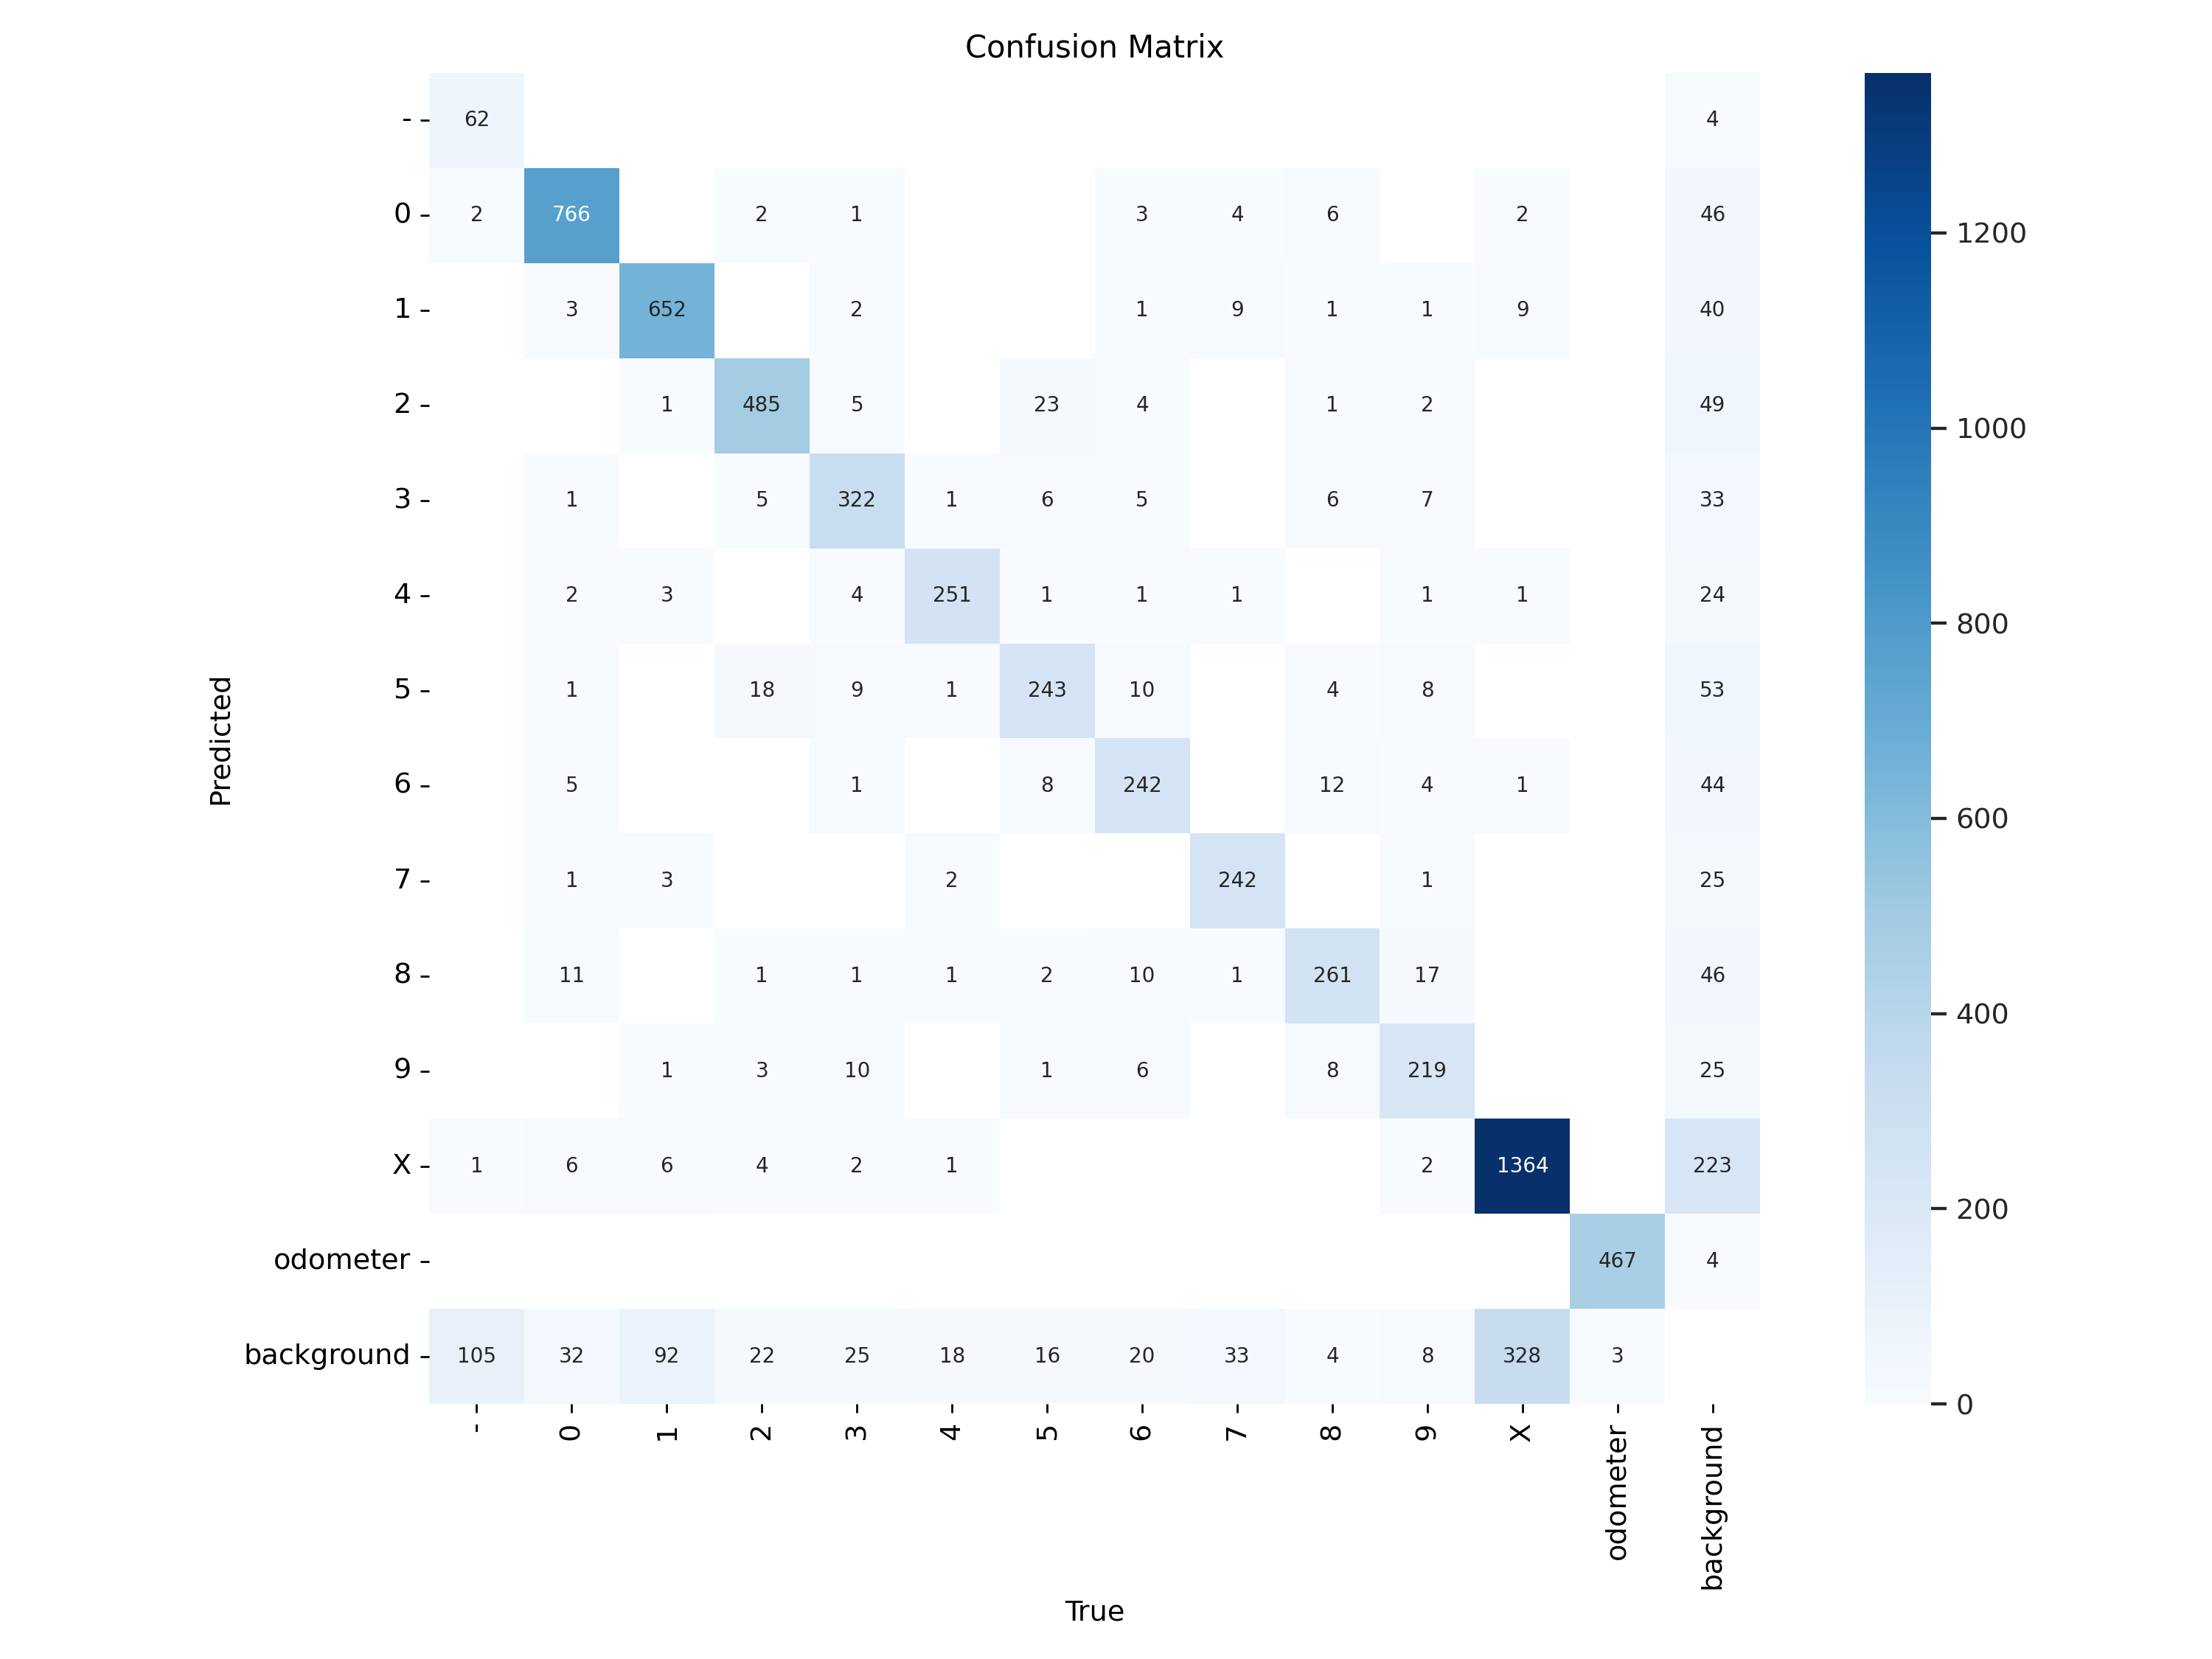 Confusion Matrix
- 62 4
0 2 766 2 1 3 4 6 2 46
1 3 652 2 1 9 1 1 9 40
2 1 485 5 23 4 1 2 49
3 1 5 322 1 6 5 6 7 33
4 2 3 4 251 1 1 1 1 1 24
5 1 18 9 1 243 10 4 8 53
6 5 1 8 242 12 4 1 44
7 1 3 2 242 1 25
8 11 1 1 1 2 10 1 261 17 46
9 1 3 10 1 6 8 219 25
X 1 6 6 4 2 1 2 1364 223
odometer 467 4
background 105 32 92 22 25 18 16 20 33 4 8 328 3
- 0 1 2 3 4 5 6 7 8 9 X odometer background
True
Predicted
1200
1000
800
600
400
200
0